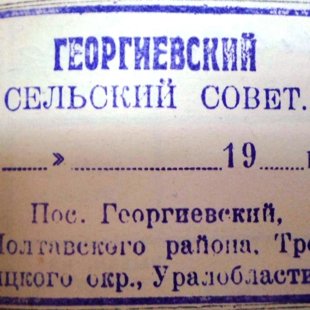 ГЕОРГИЕВСКИЙ
СЕЛЬСКИЙ СОВЕТ.
» 19
Пос. Георгиевский,
Полтавского района, Тро
ицкого окр., Уралобласти